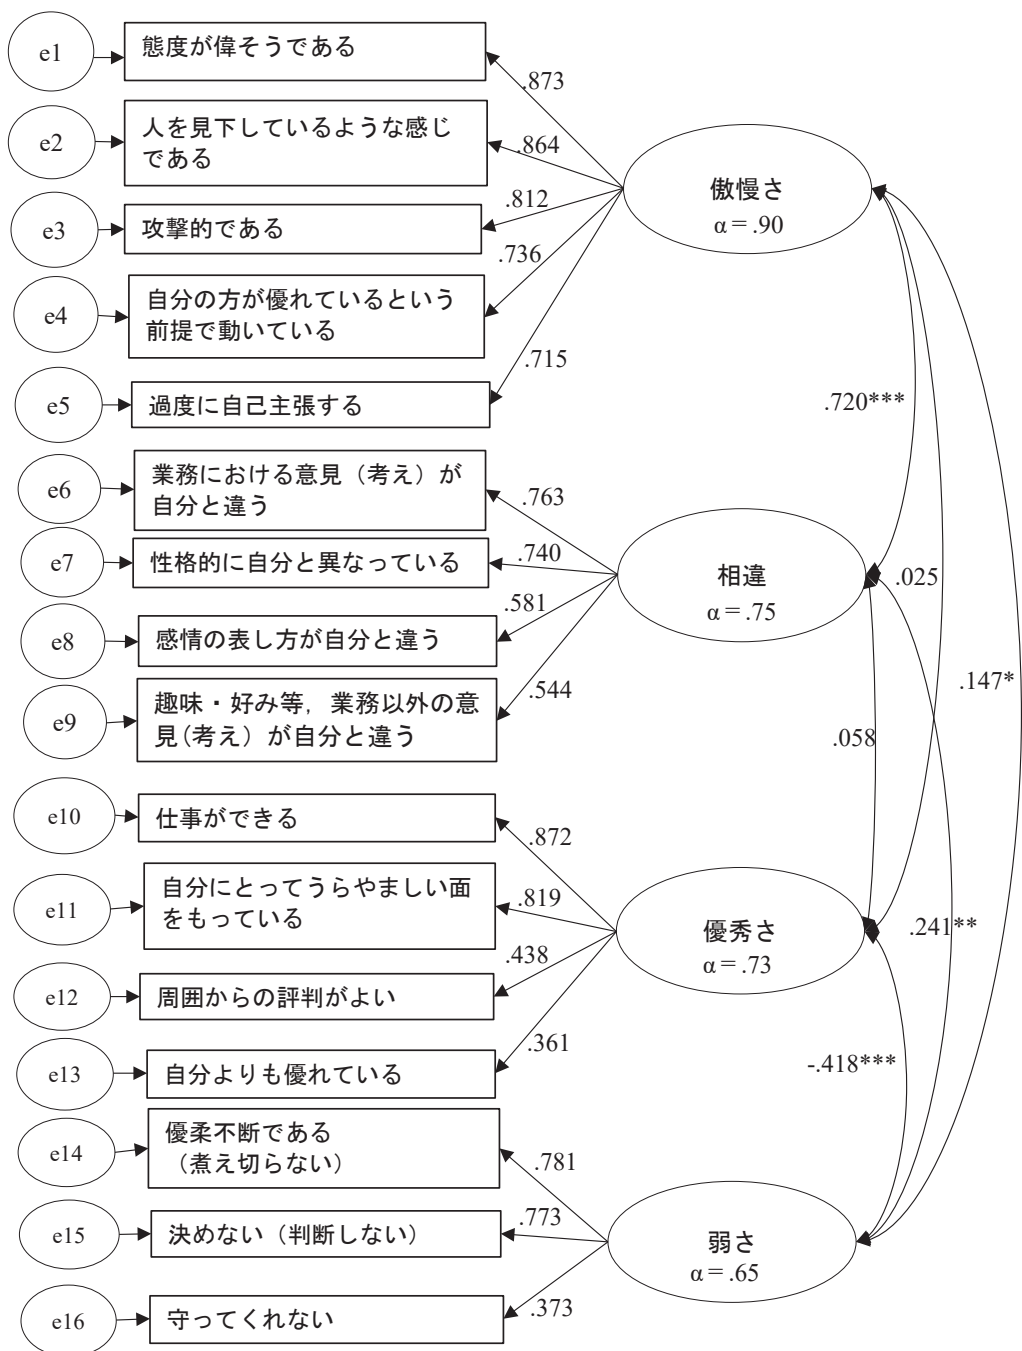 e1
態度が偉そうである
.873
e2
人を見下しているような感じ
である
.864
傲慢さ
α＝.90
e3
攻撃的である
.812
e4
自分の方が優れているという
前提で動いている
.736
e5
過度に自己主張する
.715
.720***
e6
業務における意見（考え）が
自分と違う
.763
e7
性格的に自分と異なっている
.740
相違
α＝.75
.025
e8
感情の表し方が自分と違う
.581
e9
趣味・好み等，業務以外の意
見(考え）が自分と違う
.544
.147*
.058
e10
仕事ができる
.872
e11
自分にとってうらやましい面
をもっている
.819
優秀さ
α＝.73
.241**
e12
周囲からの評判がよい
.438
e13
自分よりも優れている
.361
-.418***
e14
優柔不断である
（煮え切らない）
.781
e15
決めない（判断しない）
.773
弱さ
α＝.65
e16
守ってくれない
.373